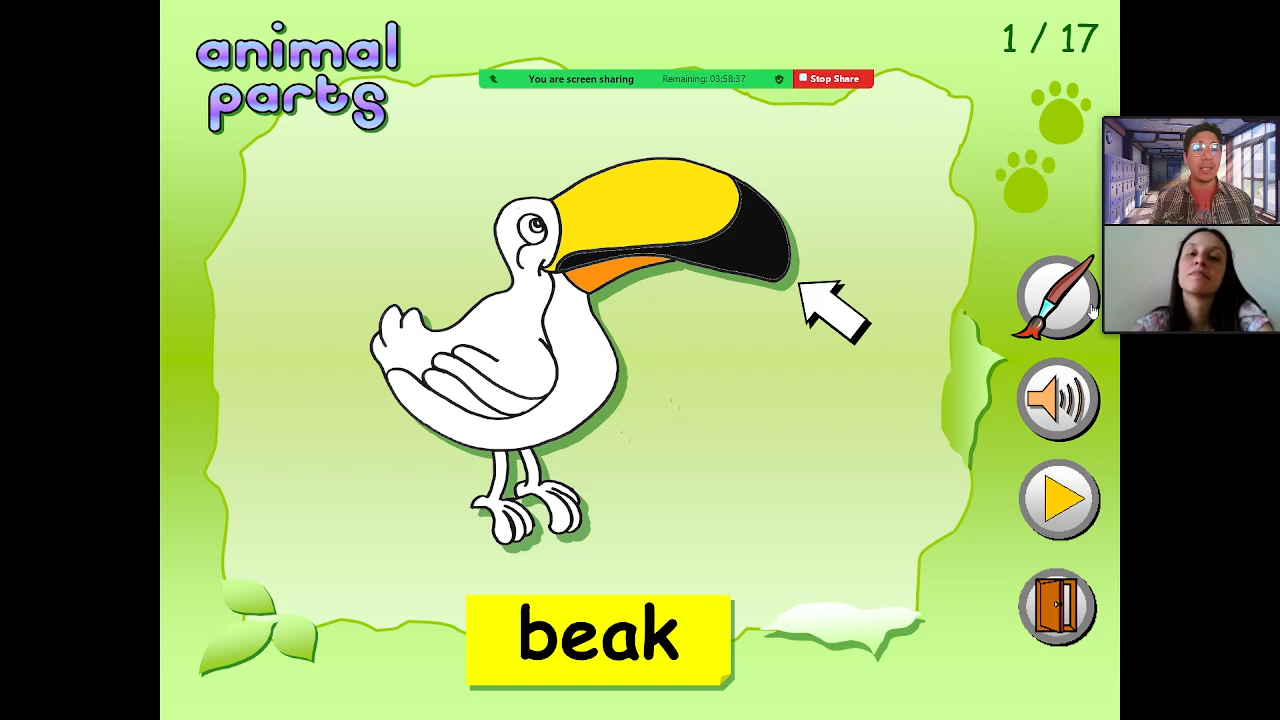 animal
parts
1 / 17
You are screen sharing
Remaining: 03:58:37
Stop Share
beak